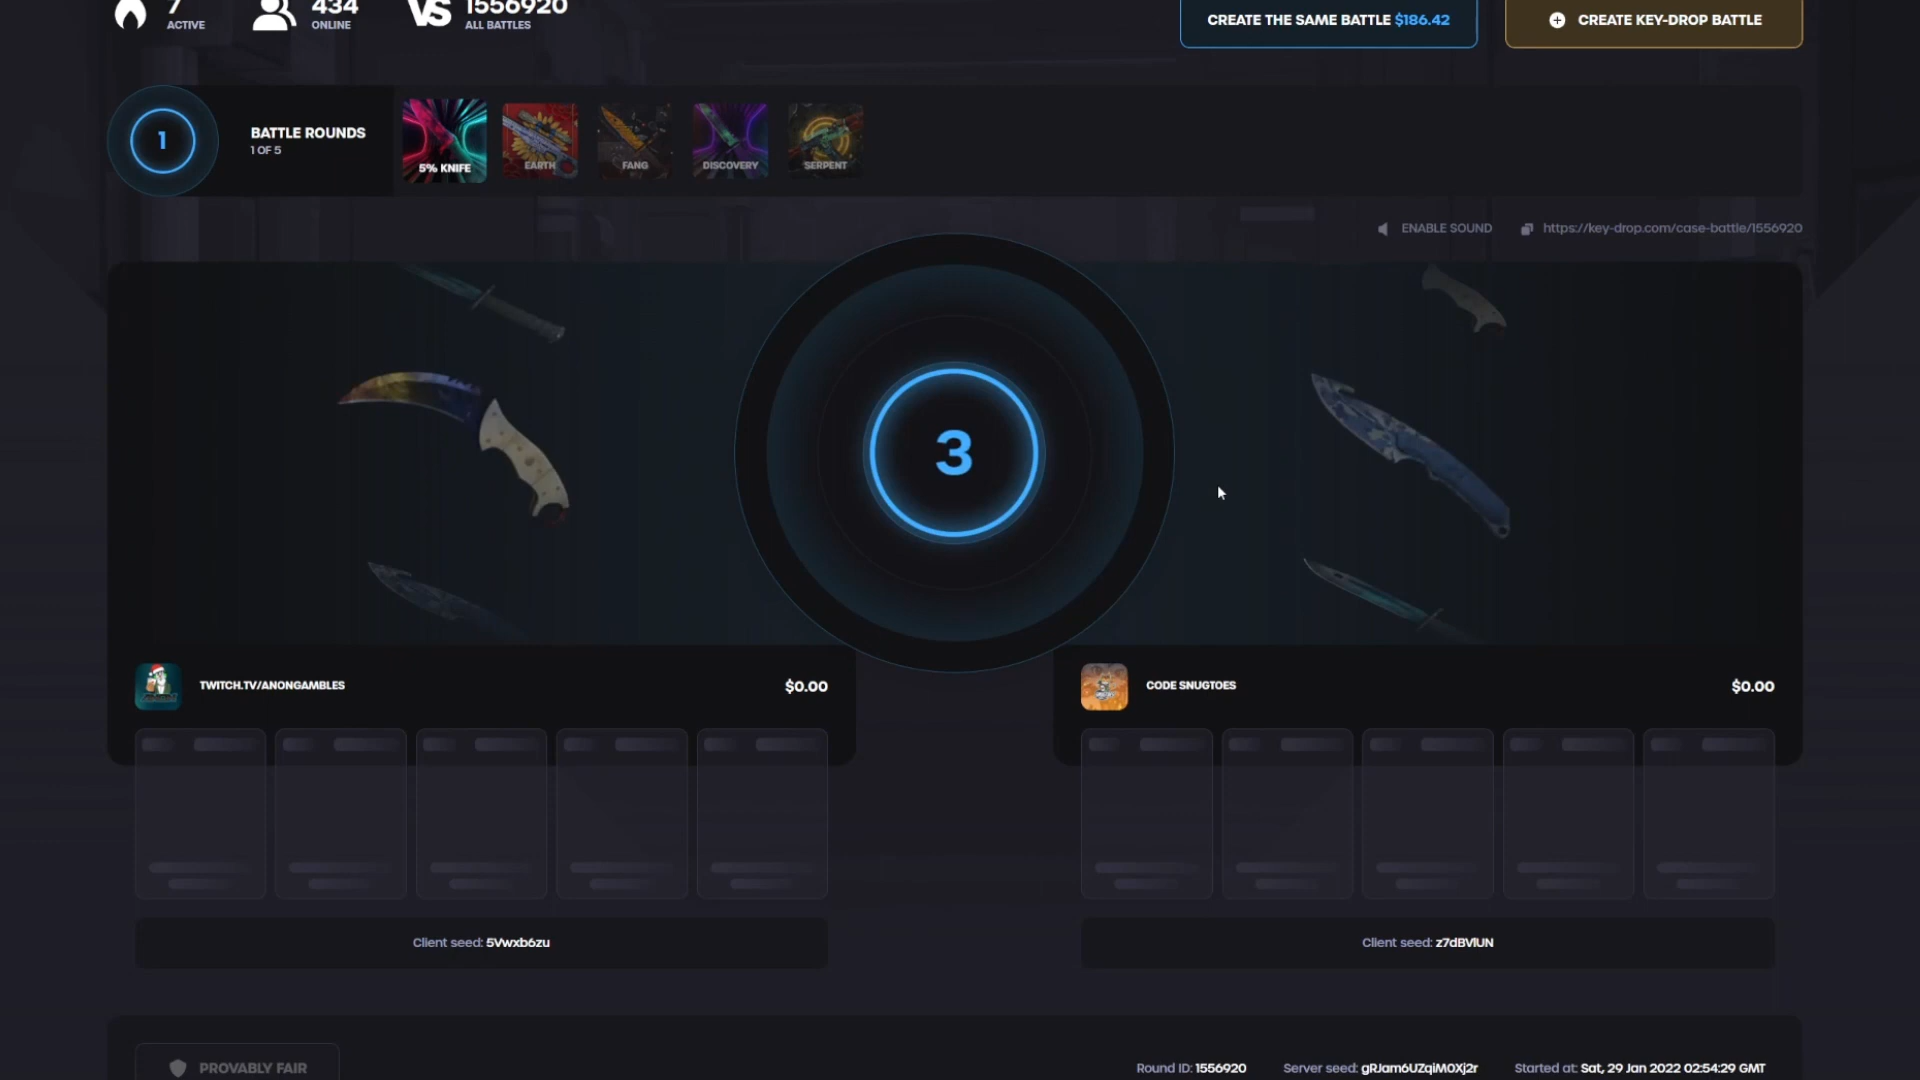 7
ACTIVE
434
ONLINE
VS
1556920
ALL BATTLES
CREATE THE SAME BATTLE $186.42
CREATE KEY-DROP BATTLE
1
BATTLE ROUNDS
1 OF 5
5% KNIFE
EARTH
FANG
DISCOVERY
SERPENT
ENABLE SOUND
https://key-drop.com/case-battle/1556920
3
TWITCH.TV/ANONGAMBLES
$0.00
CODE SNUGTOES
$0.00
Client seed: 5Vwxb6zu
Client seed: z7dBVlUN
PROVABLY FAIR
Round ID: 1556920
Server seed: gRJam6UZqiM0Xj2r
Started at: Sat, 29 Jan 2022 02:54:29 GMT